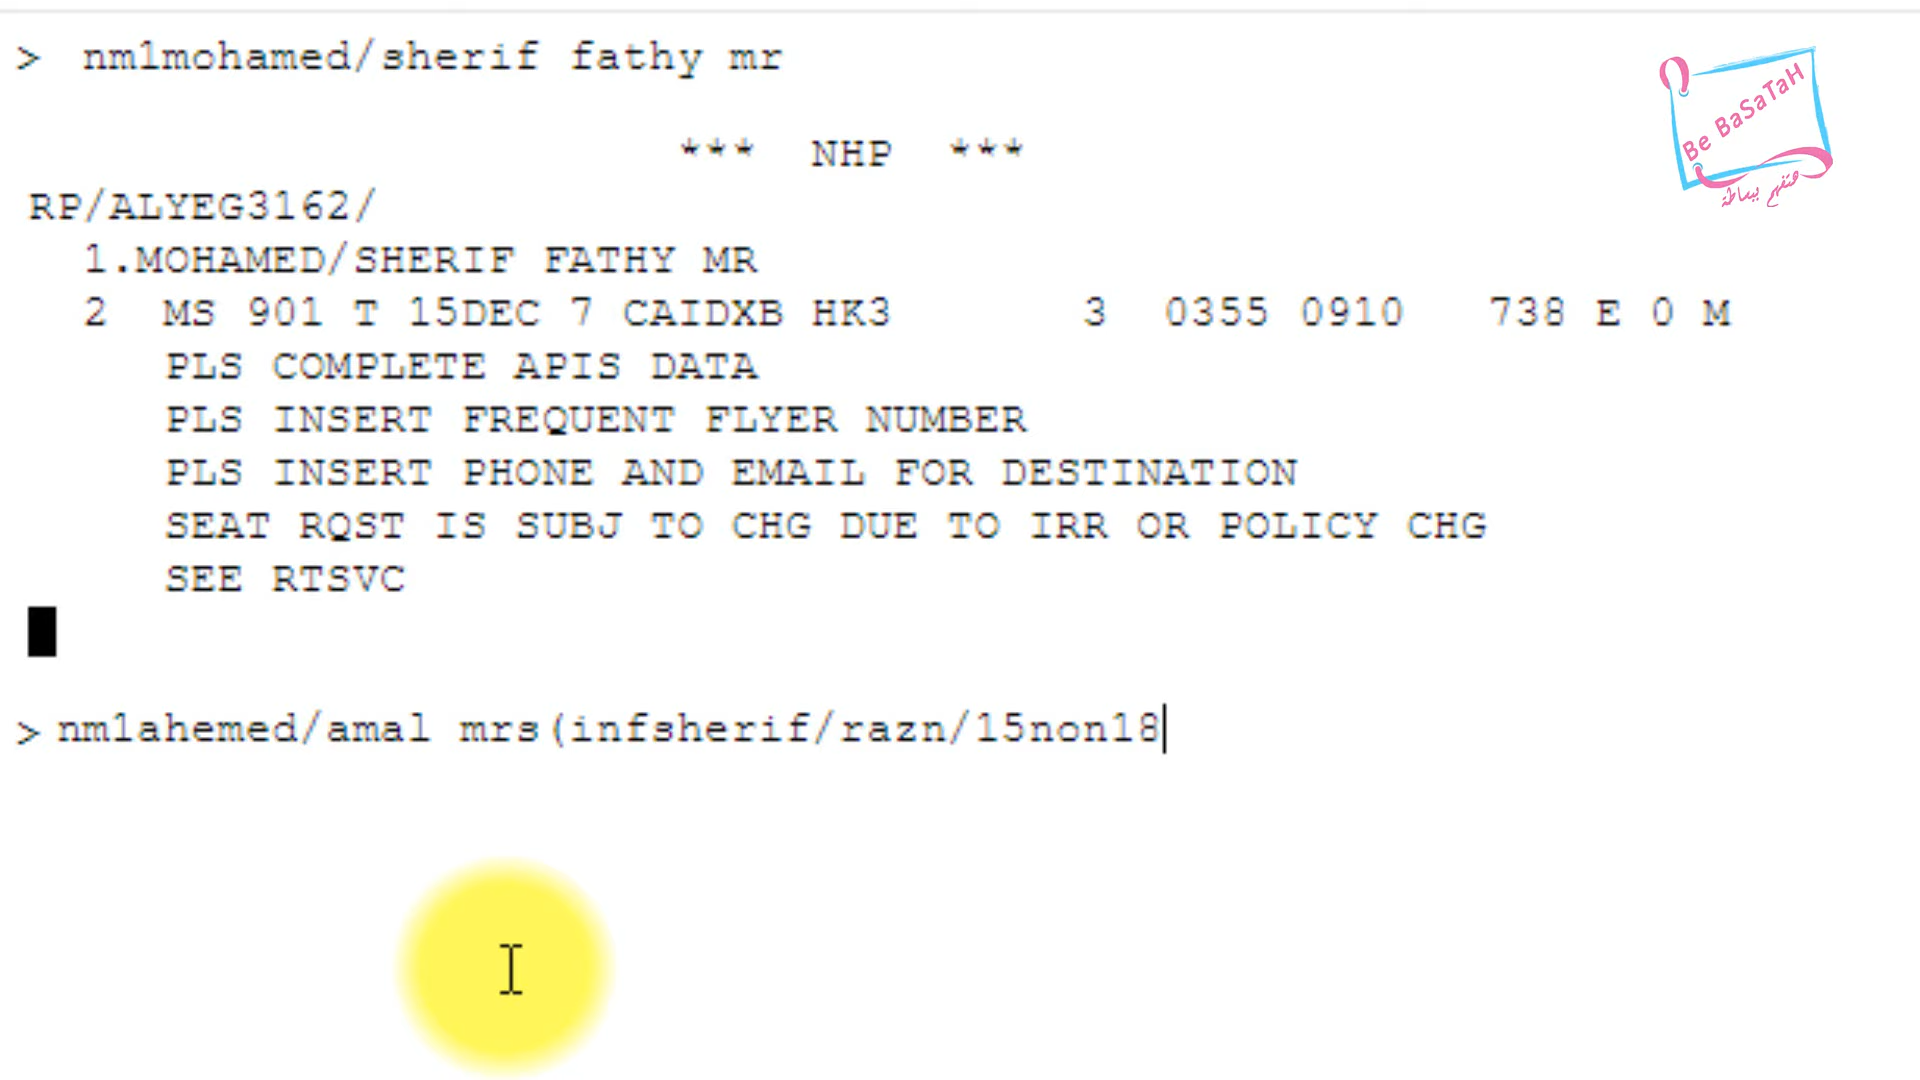 > nm1mohamed/sherif fathy mr
*** NHP ***
RP/ALYEG3162/
1.MOHAMED/SHERIF FATHY MR
2 MS 901 T 15DEC 7 CAIDXB HK3 3 0355 0910 738 E 0 M
PLS COMPLETE APIS DATA
PLS INSERT FREQUENT FLYER NUMBER
PLS INSERT PHONE AND EMAIL FOR DESTINATION
SEAT RQST IS SUBJ TO CHG DUE TO IRR OR POLICY CHG
SEE RTSVC
> nm1ahemed/amal mrs(infsherif/razn/15non18
Be BaSaTaH
هتفهم ببساطة